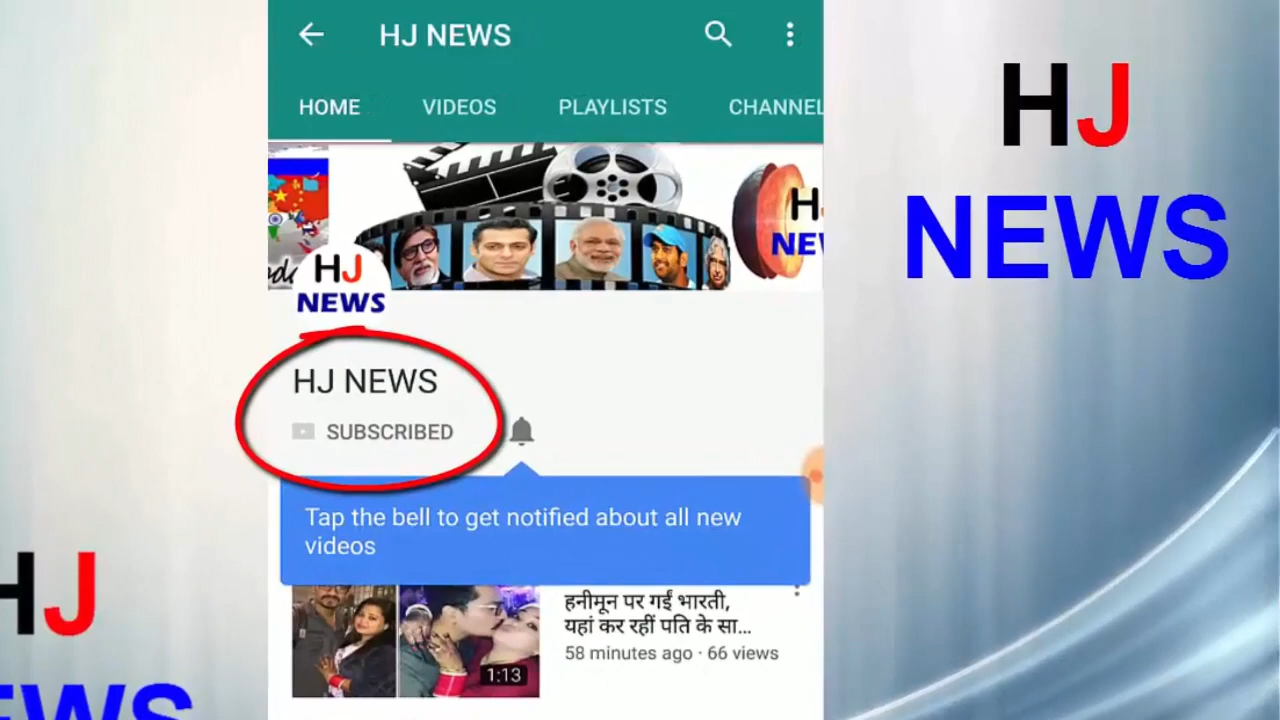 HJ NEWS
HOME VIDEOS PLAYLISTS CHANNEL
HJ
NEWS
HJ
NEWS
HJ NEWS
SUBSCRIBED
Tap the bell to get notified about all new
videos
हनीमून पर गईं भारती,
यहां कर रहीं पति के सा...
58 minutes ago · 66 views
1:13
HJ